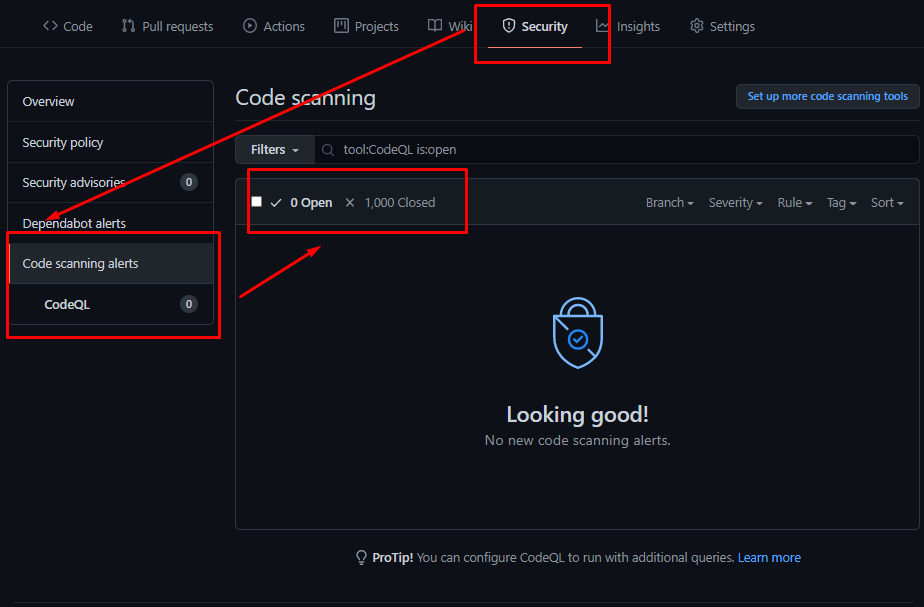 Code Pull requests Actions Projects Wiki Security Insights Settings
Overview
Security policy
Security advisories 0
Dependabot alerts
Code scanning alerts
CodeQL 0
Code scanning Set up more code scanning tools
Filters tool:CodeQL is:open
0 Open 1,000 Closed Branch Severity Rule Tag Sort
Looking good!
No new code scanning alerts.
ProTip! You can configure CodeQL to run with additional queries. Learn more